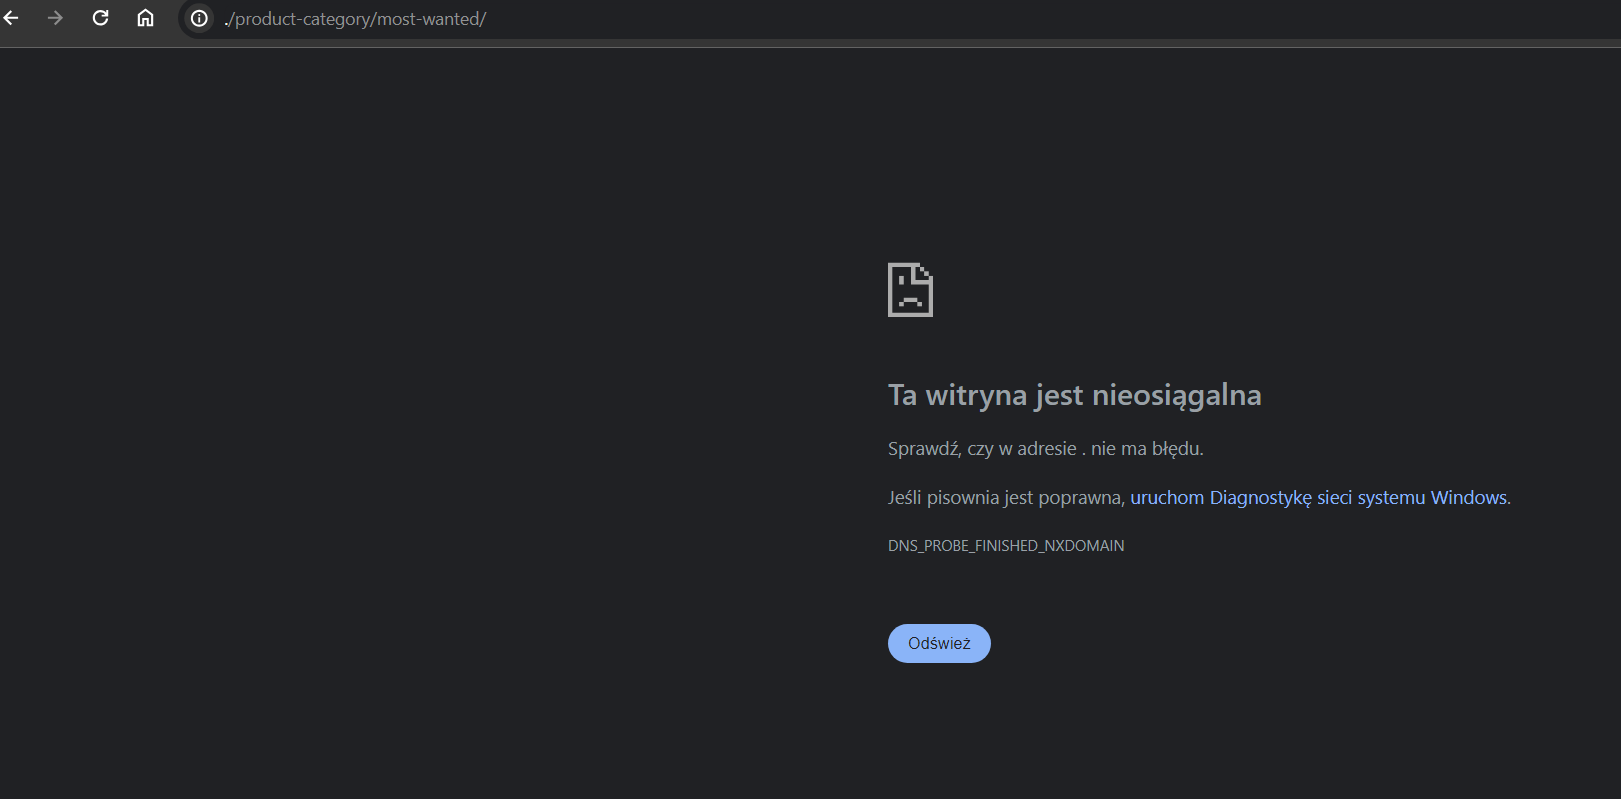 ./product-category/most-wanted/
Ta witryna jest nieosiągalna
Sprawdź, czy w adresie . nie ma błędu.
Jeśli pisownia jest poprawna, uruchom Diagnostykę sieci systemu Windows.
DNS_PROBE_FINISHED_NXDOMAIN
Odśwież